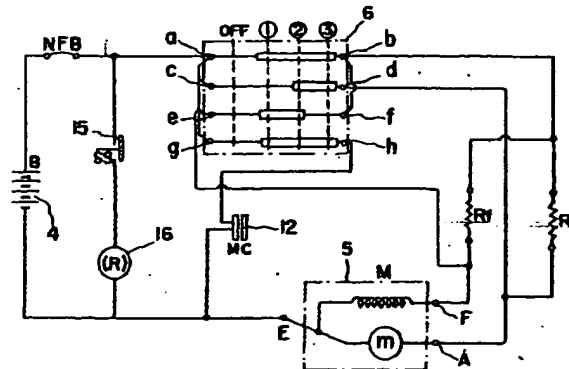 OFF ① ② ③ 6
a b
NFB
c d
15
SS
e f
g h
B
4
16
(R)
12
MC
Rf
R
5
M
E
F
m
A